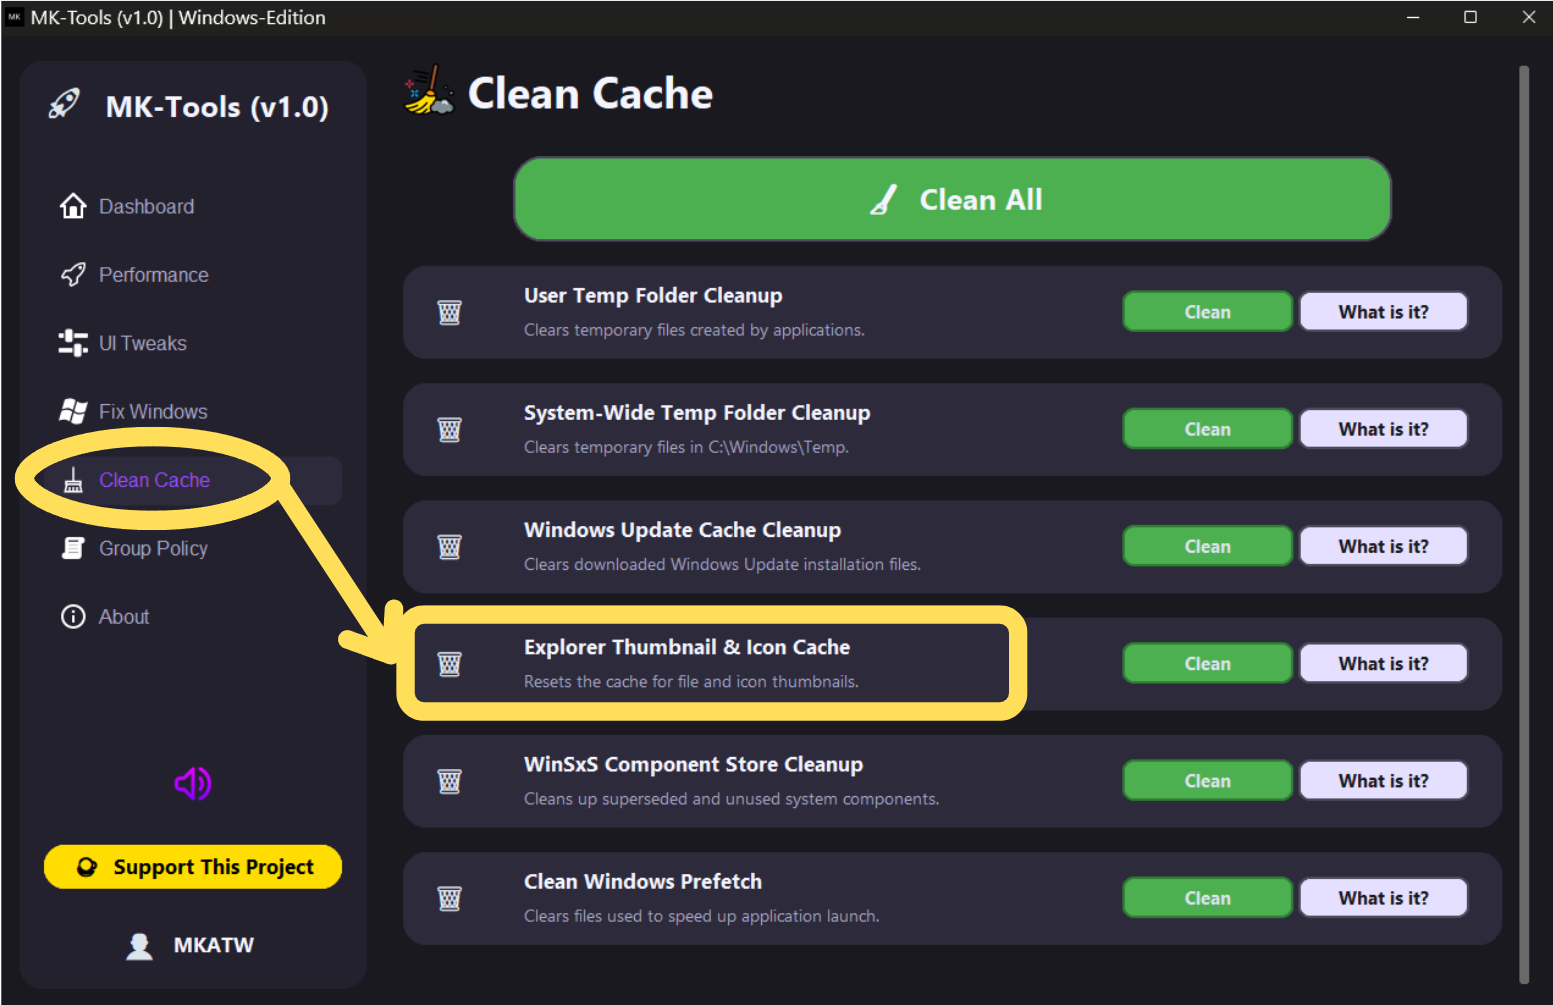 MK
MK-Tools (v1.0) | Windows-Edition
MK-Tools (v1.0)
Dashboard
Performance
UI Tweaks
Fix Windows
Clean Cache
Group Policy
About
Support This Project
MKATW
Clean Cache
Clean All
User Temp Folder Cleanup
Clears temporary files created by applications.
Clean
What is it?
System-Wide Temp Folder Cleanup
Clears temporary files in C:\Windows\Temp.
Clean
What is it?
Windows Update Cache Cleanup
Clears downloaded Windows Update installation files.
Clean
What is it?
Explorer Thumbnail & Icon Cache
Resets the cache for file and icon thumbnails.
Clean
What is it?
WinSxS Component Store Cleanup
Cleans up superseded and unused system components.
Clean
What is it?
Clean Windows Prefetch
Clears files used to speed up application launch.
Clean
What is it?